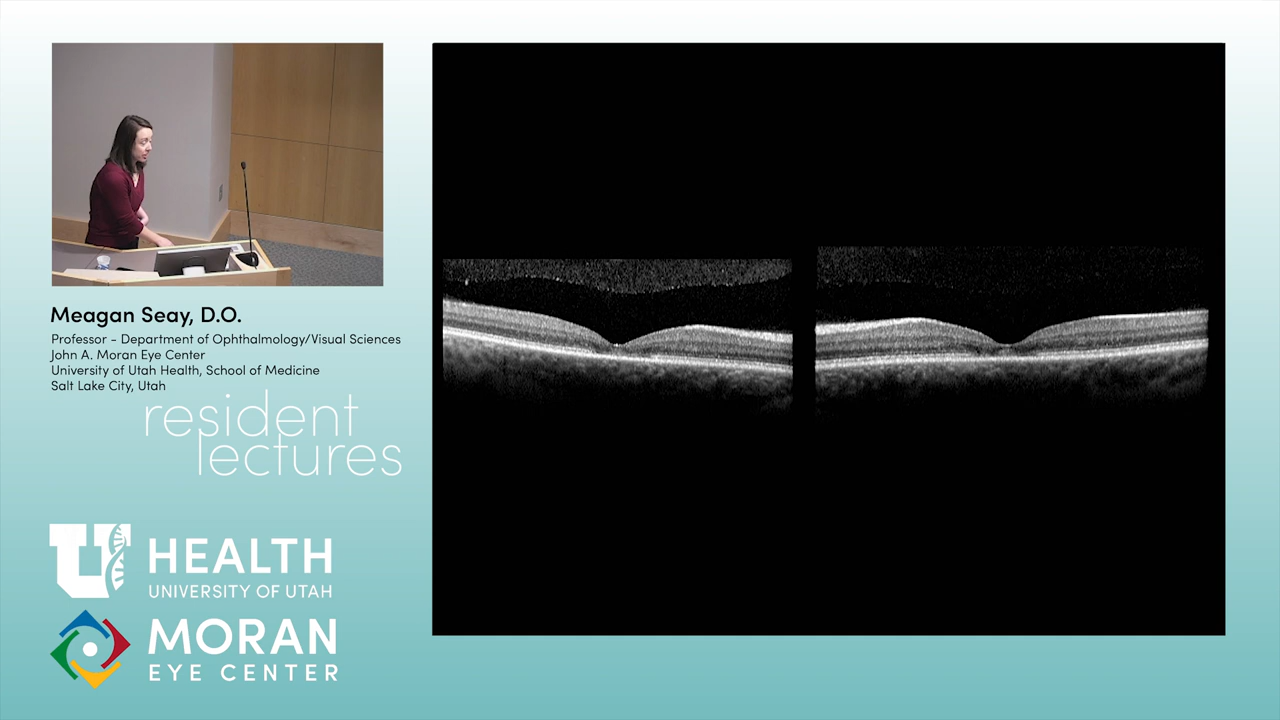 Meagan Seay, D.O.
Professor - Department of Ophthalmology/Visual Sciences
John A. Moran Eye Center
University of Utah Health, School of Medicine
Salt Lake City, Utah
resident
lectures
U HEALTH
UNIVERSITY OF UTAH
MORAN
EYE CENTER